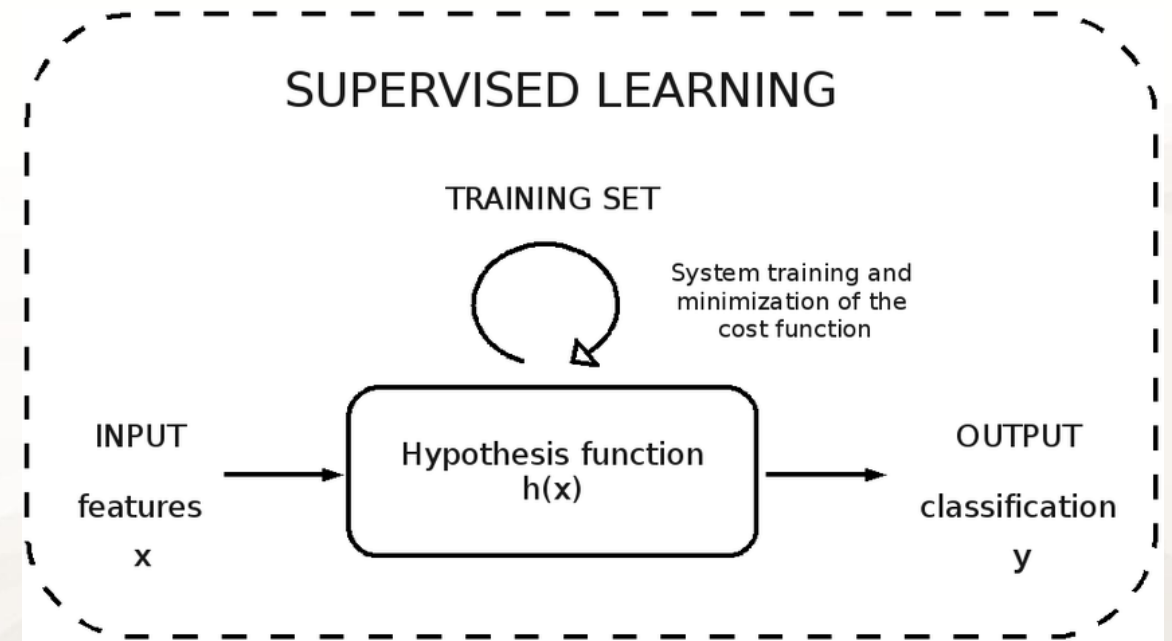 SUPERVISED LEARNING
TRAINING SET
System training and
minimization of the
cost function
INPUT
features
x
Hypothesis function
h(x)
OUTPUT
classification
y